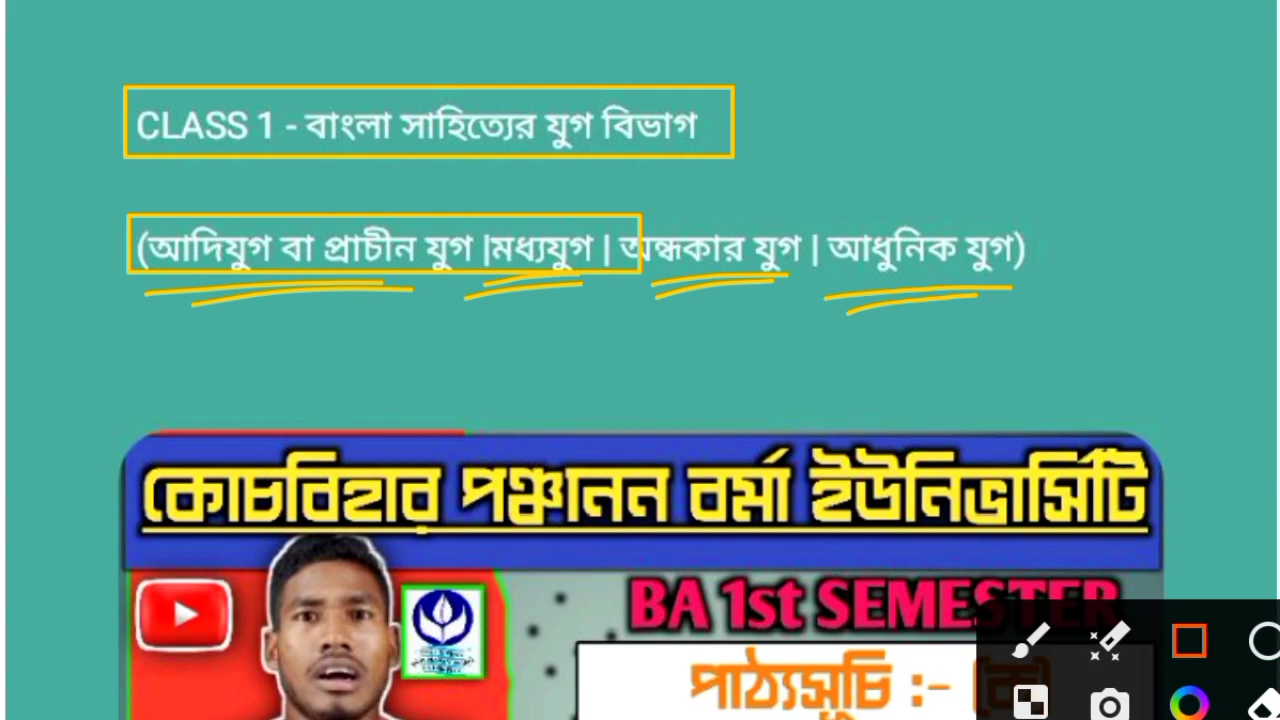 CLASS 1 - বাংলা সাহিত্যের যুগ বিভাগ
(আদিযুগ বা প্রাচীন যুগ |মধ্যযুগ | অন্ধকার যুগ | আধুনিক যুগ)
কোচবিহার পঞ্চানন বর্মা ইউনিভার্সিটি
BA 1st SEMESTER
পাঠ্যসূচি :-